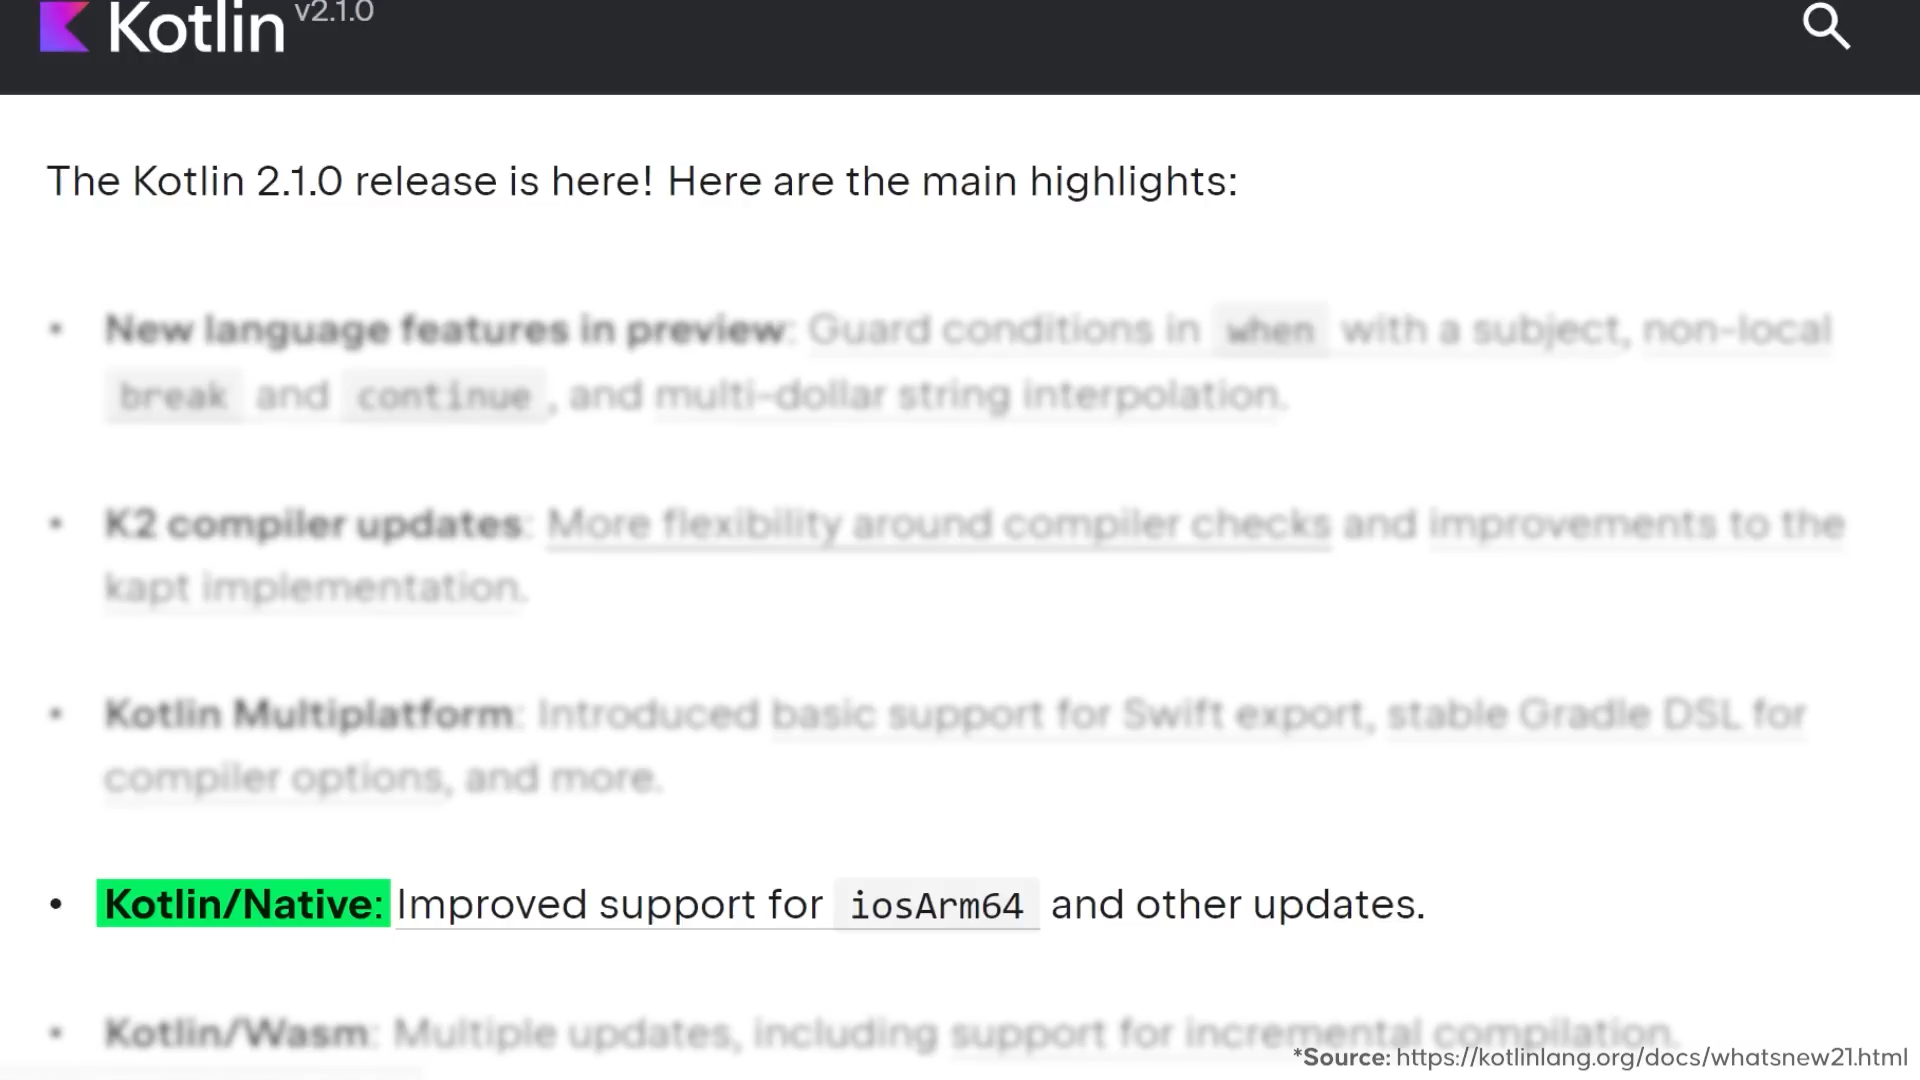 Kotlin v2.1.0
The Kotlin 2.1.0 release is here! Here are the main highlights:
• New language features in preview: Guard conditions in when with a subject, non-local
break and continue, and multi-dollar string interpolation.
• K2 compiler updates: More flexibility around compiler checks and improvements to the
kapt implementation.
• Kotlin Multiplatform: Introduced basic support for Swift export, stable Gradle DSL for
compiler options, and more.
• Kotlin/Native: Improved support for iosArm64 and other updates.
• Kotlin/Wasm: Multiple updates, including support for incremental compilation.
*Source: https://kotlinlang.org/docs/whatsnew21.html